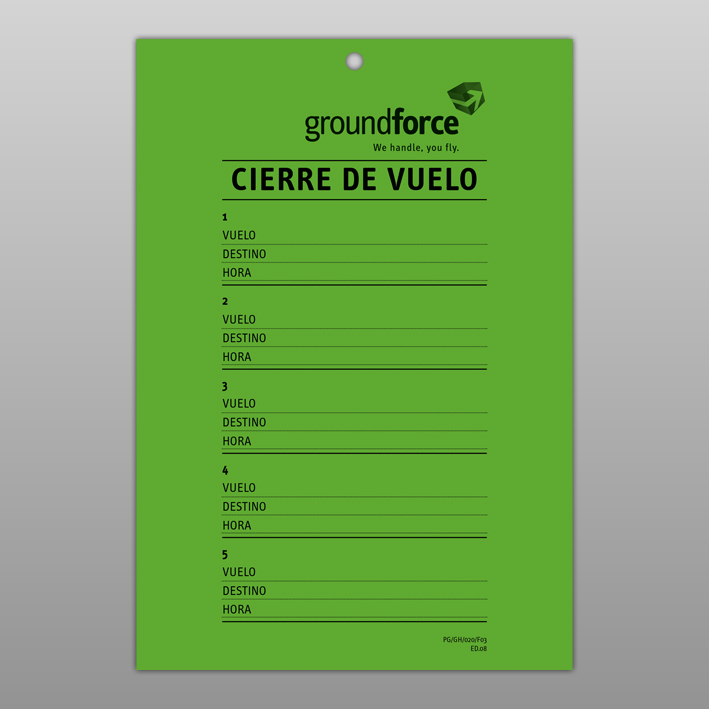 groundforce
We handle, you fly.
CIERRE DE VUELO
1
VUELO
DESTINO
HORA
2
VUELO
DESTINO
HORA
3
VUELO
DESTINO
HORA
4
VUELO
DESTINO
HORA
5
VUELO
DESTINO
HORA
PG/GH/020/F03
ED.08